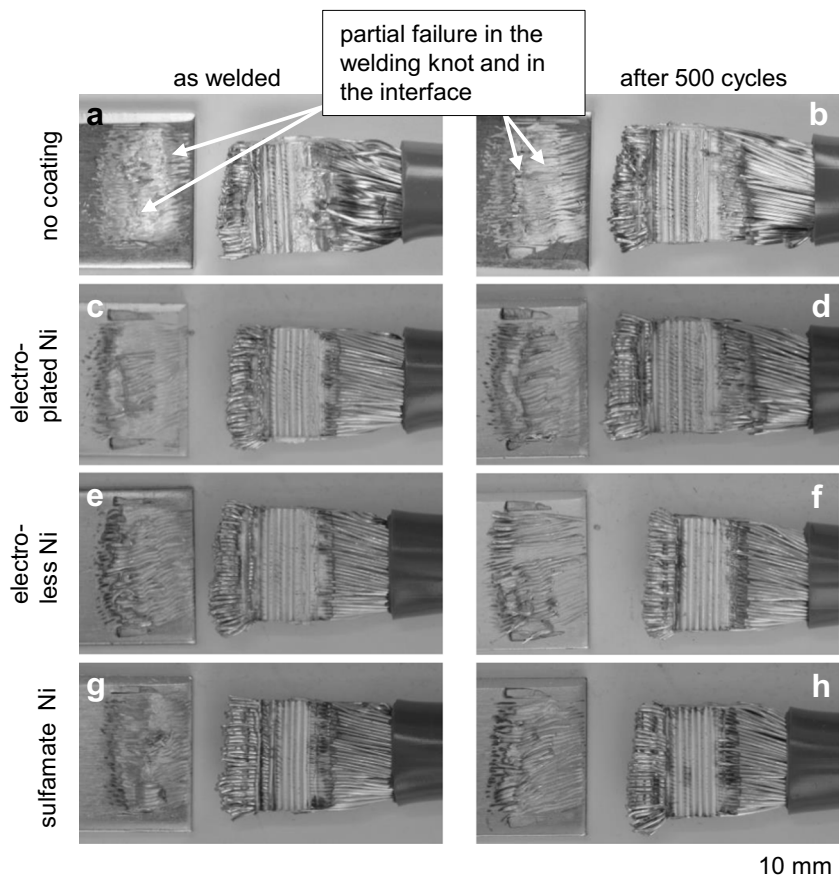 partial failure in the
welding knot and in
the interface
as welded
after 500 cycles
no coating
a
b
electro-
plated Ni
c
d
electro-
less Ni
e
f
sulfamate Ni
g
h
10 mm